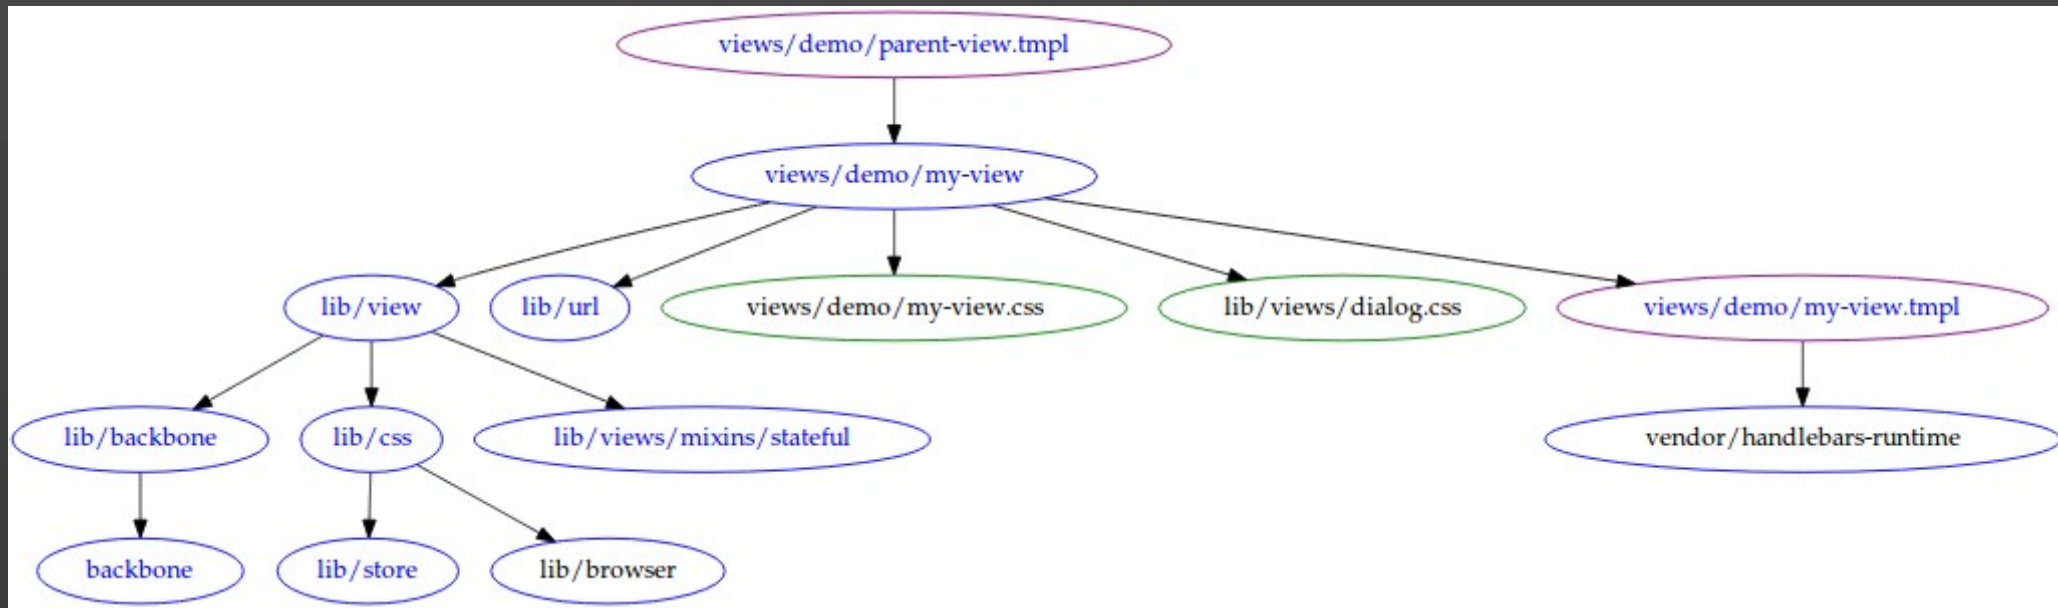 views/demo/parent-view.tmpl
views/demo/my-view
lib/view
lib/url
views/demo/my-view.css
lib/views/dialog.css
views/demo/my-view.tmpl
lib/backbone
lib/css
lib/views/mixins/stateful
vendor/handlebars-runtime
backbone
lib/store
lib/browser